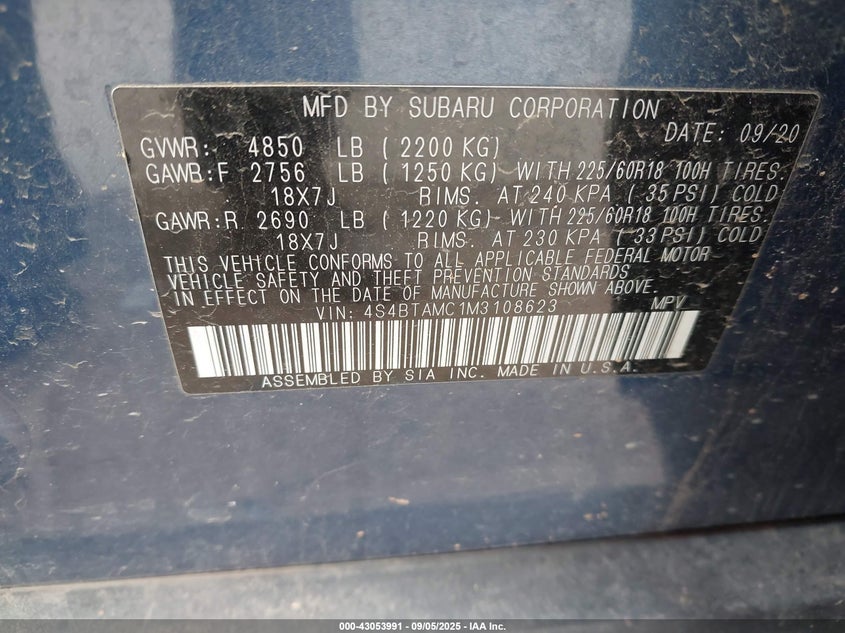 MFD BY SUBARU CORPORATION
DATE: 09/20
GVWR: 4850 LB ( 2200 KG)
GAWB:F 2756 LB ( 1250 KG) WITH 225/60R18 100H TIRES.
18X7J RIMS. AT 240 KPA ( 35 PSI) COLD
GAWR:R 2690 LB ( 1220 KG) WITH 225/60R18 100H TIRES.
18X7J RIMS. AT 230 KPA ( 33 PSI) COLD
THIS VEHICLE CONFORMS TO ALL APPLICABLE FEDERAL MOTOR
VEHICLE SAFETY AND THEFT PREVENTION STANDARDS
IN EFFECT ON THE DATE OF MANUFACTURE SHOWN ABOVE.
VIN: 4S4BTAMC1M3108623 MPV
ASSEMBLED BY SIA INC. MADE IN U.S.A.
000-43053991 - 09/05/2025 - IAA Inc.